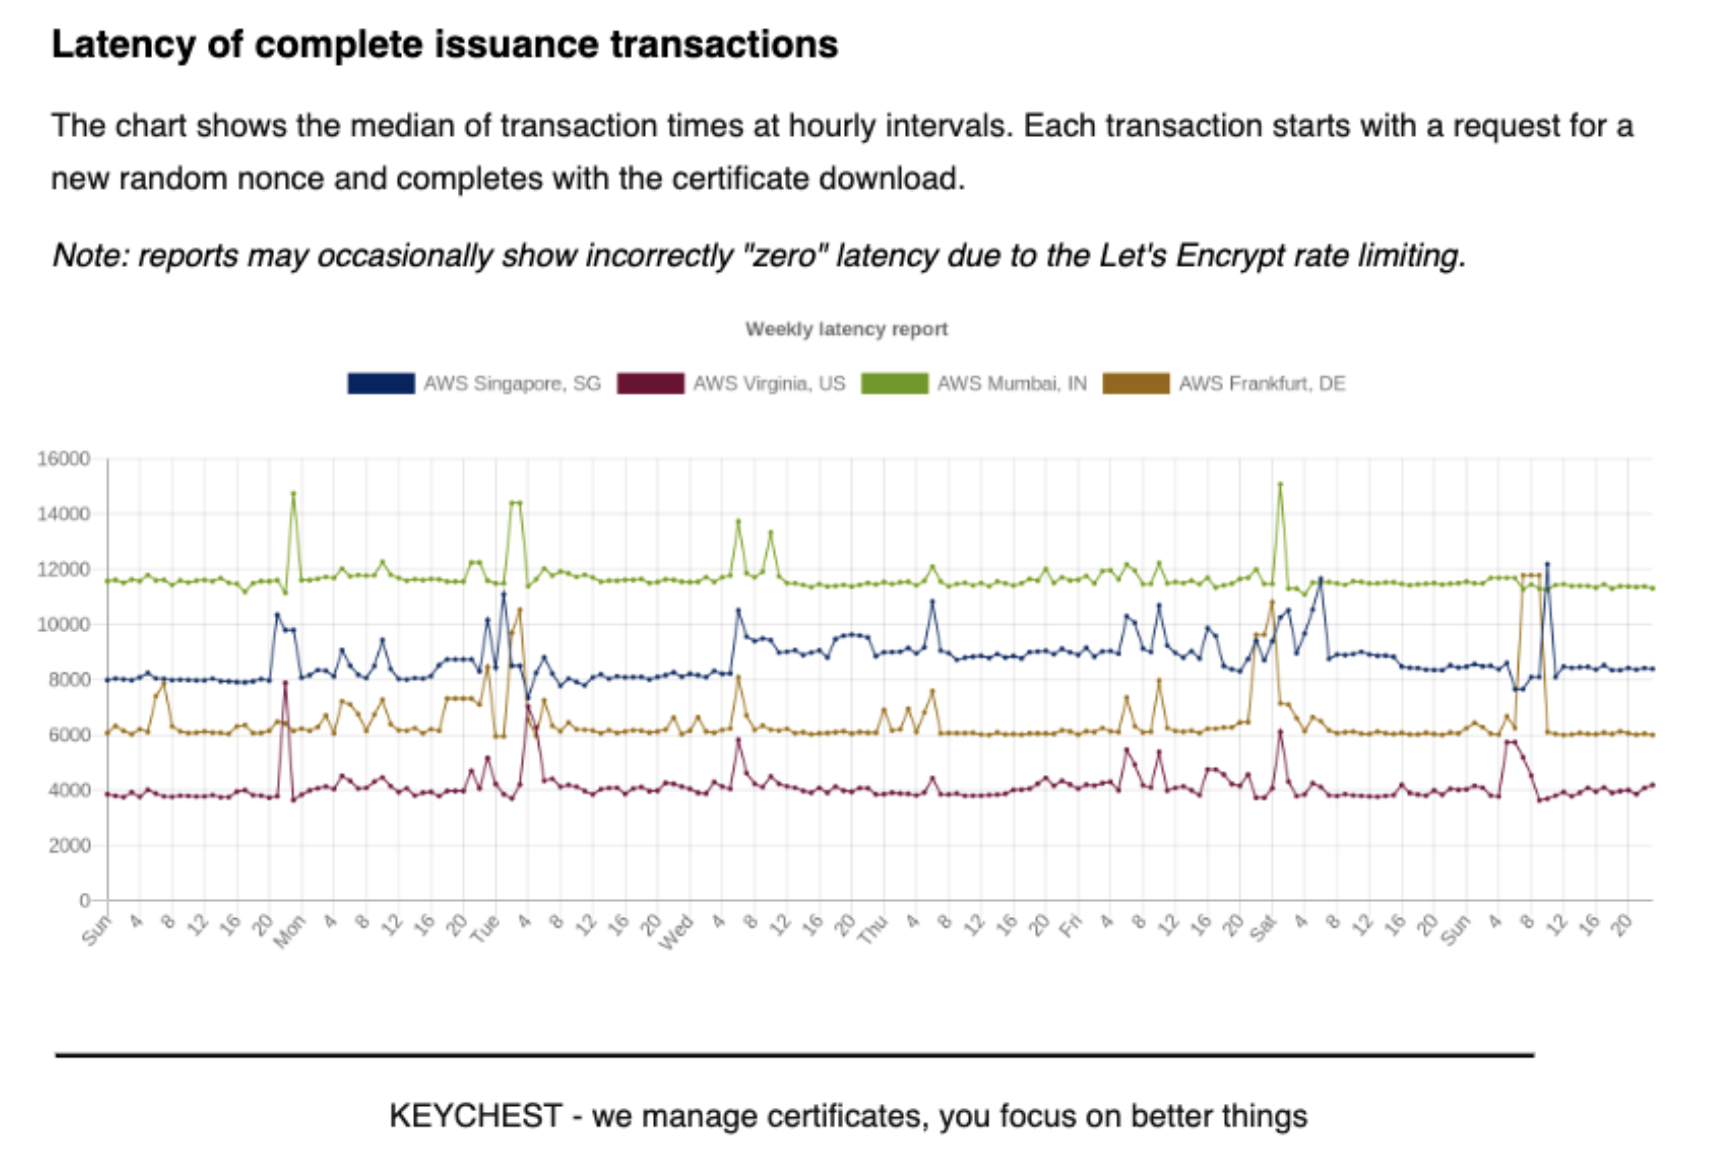 Latency of complete issuance transactions
The chart shows the median of transaction times at hourly intervals. Each transaction starts with a request for a
new random nonce and completes with the certificate download.
Note: reports may occasionally show incorrectly "zero" latency due to the Let's Encrypt rate limiting.
Weekly latency report
AWS Singapore, SG AWS Virginia, US AWS Mumbai, IN AWS Frankfurt, DE
16000
14000
12000
10000
8000
6000
4000
2000
0
Sun 4 8 12 16 20 Mon 4 8 12 16 20 Tue 4 8 12 16 20 Wed 4 8 12 16 20 Thu 4 8 12 16 20 Fri 4 8 12 16 20 Sat 4 8 12 16 20 Sun 4 8 12 16 20
KEYCHEST - we manage certificates, you focus on better things